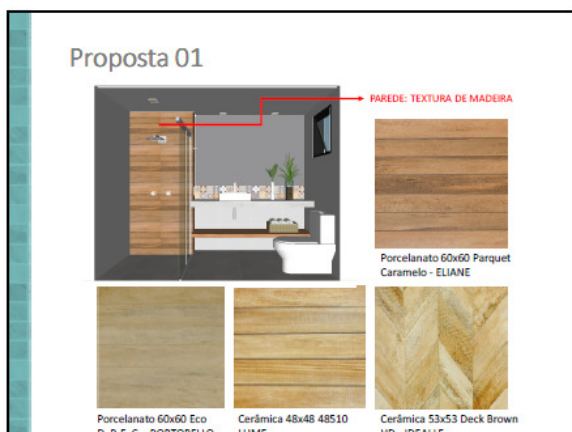 Proposta 01
PAREDE: TEXTURA DE MADEIRA
Porcelanato 60x60 Parquet
Caramelo - ELIANE
Porcelanato 60x60 Eco
Cerâmica 48x48 48510
Cerâmica 53x53 Deck Brown